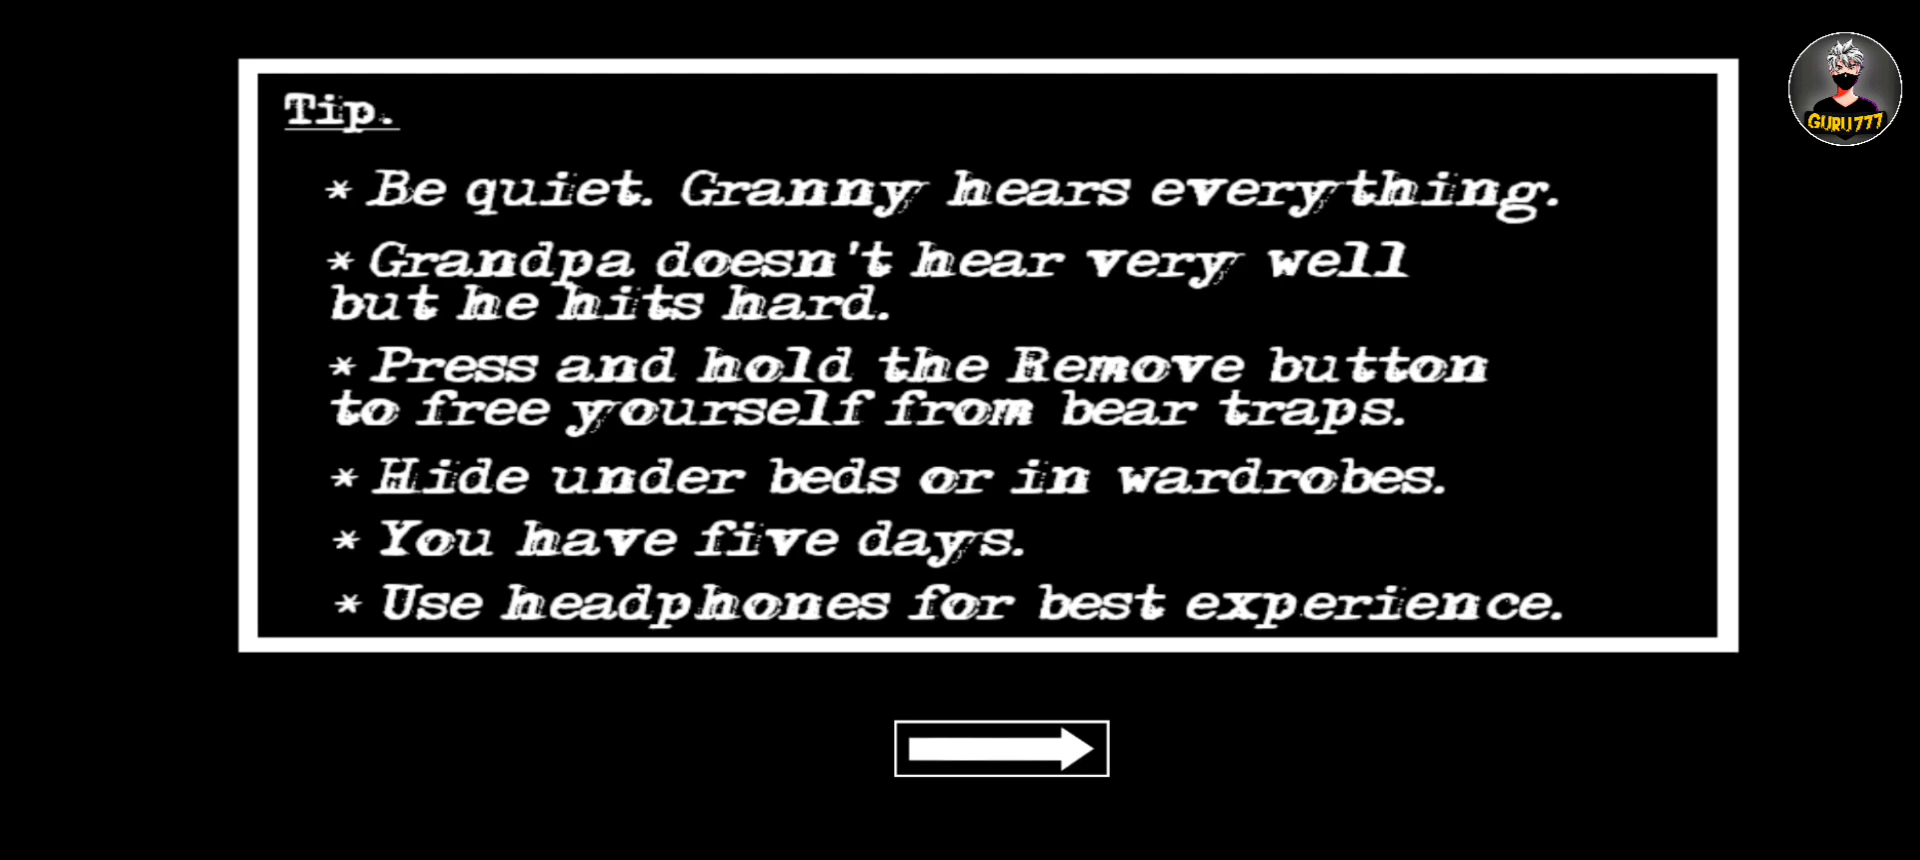 Tip.
* Be quiet. Granny hears everything.
* Grandpa doesn't hear very well
but he hits hard.
* Press and hold the Remove button
to free yourself from bear traps.
* Hide under beds or in wardrobes.
* You have five days.
* Use headphones for best experience.
GURU777